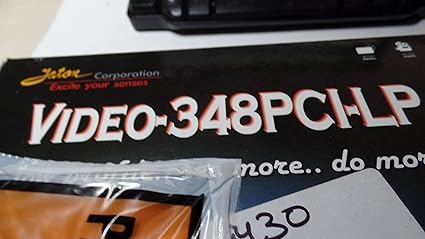 Jaton Corporation
Excite your senses
VIDEO-348PCI-LP
more.. do mor
430
P